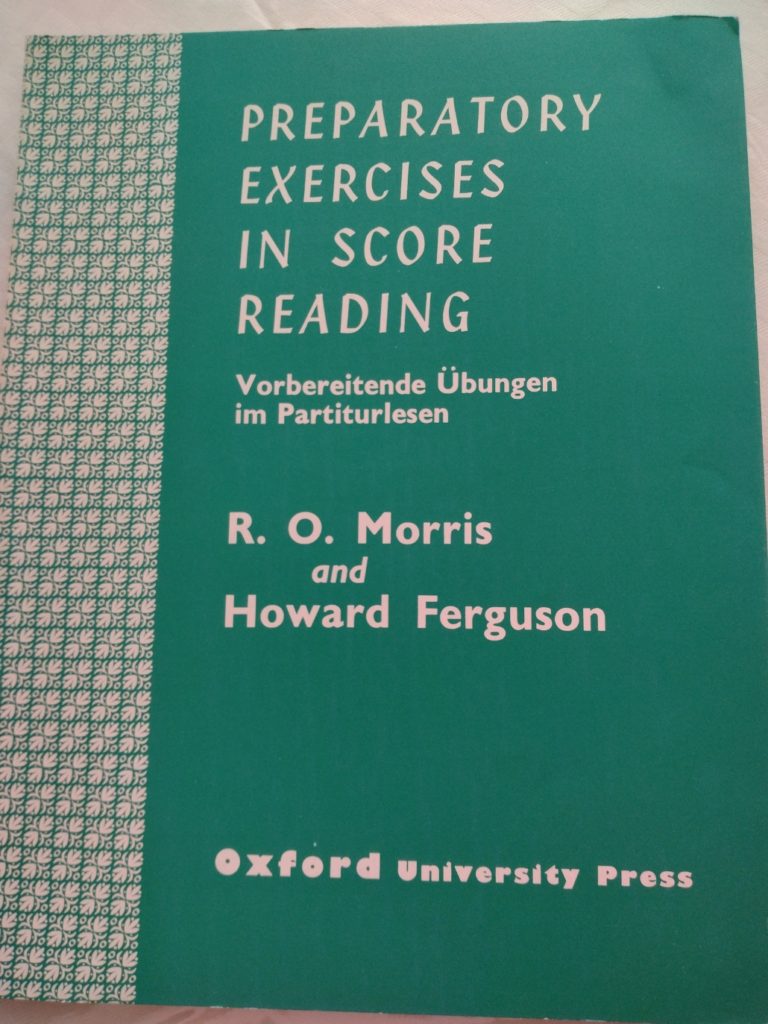 PREPARATORY
EXERCISES
IN SCORE
READING
Vorbereitende Übungen
im Partiturlesen
R. O. Morris
and
Howard Ferguson
Oxford University Press